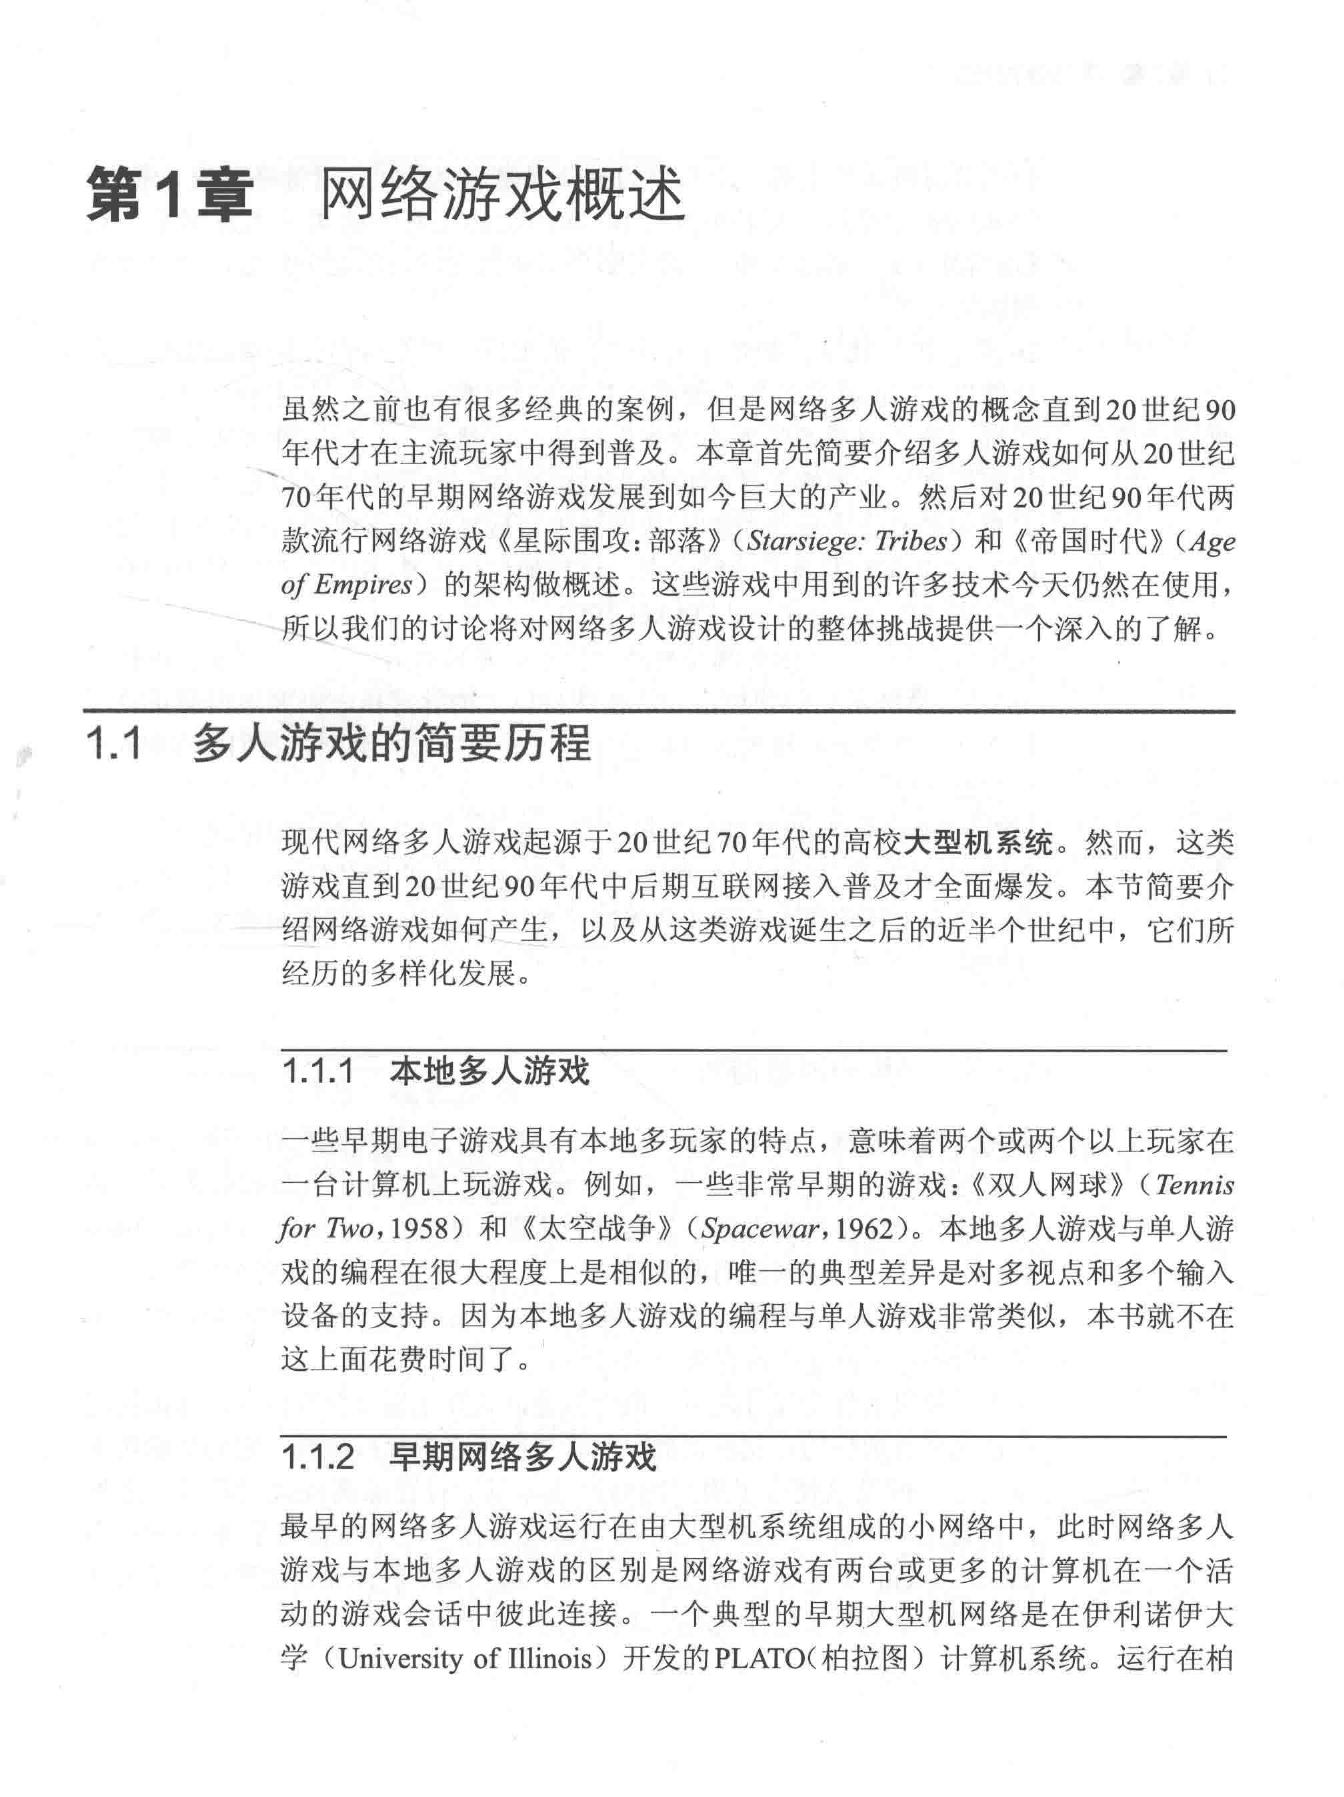 第1章 网络游戏概述
虽然之前也有很多经典的案例，但是网络多人游戏的概念直到20世纪90
年代才在主流玩家中得到普及。本章首先简要介绍多人游戏如何从20世纪
70年代的早期网络游戏发展到如今巨大的产业。然后对20世纪90年代两
款流行网络游戏《星际围攻：部落》（Starsiege: Tribes）和《帝国时代》（Age
of Empires）的架构做概述。这些游戏中用到的许多技术今天仍然在使用，
所以我们的讨论将对网络多人游戏设计的整体挑战提供一个深入的了解。
1.1 多人游戏的简要历程
现代网络多人游戏起源于20世纪70年代的高校大型机系统。然而，这类
游戏直到20世纪90年代中后期互联网接入普及才全面爆发。本节简要介
绍网络游戏如何产生，以及从这类游戏诞生之后的近半个世纪中，它们所
经历的多样化发展。
1.1.1 本地多人游戏
一些早期电子游戏具有本地多玩家的特点，意味着两个或两个以上玩家在
一台计算机上玩游戏。例如，一些非常早期的游戏：《双人网球》（Tennis
for Two，1958）和《太空战争》（Spacewar，1962）。本地多人游戏与单人游
戏的编程在很大程度上是相似的，唯一的典型差异是对多视点和多个输入
设备的支持。因为本地多人游戏的编程与单人游戏非常类似，本书就不在
这上面花费时间了。
1.1.2 早期网络多人游戏
最早的网络多人游戏运行在由大型机系统组成的小网络中，此时网络多人
游戏与本地多人游戏的区别是网络游戏有两台或更多的计算机在一个活
动的游戏会话中彼此连接。一个典型的早期大型机网络是在伊利诺伊大
学（University of Illinois）开发的PLATO（柏拉图）计算机系统。运行在柏